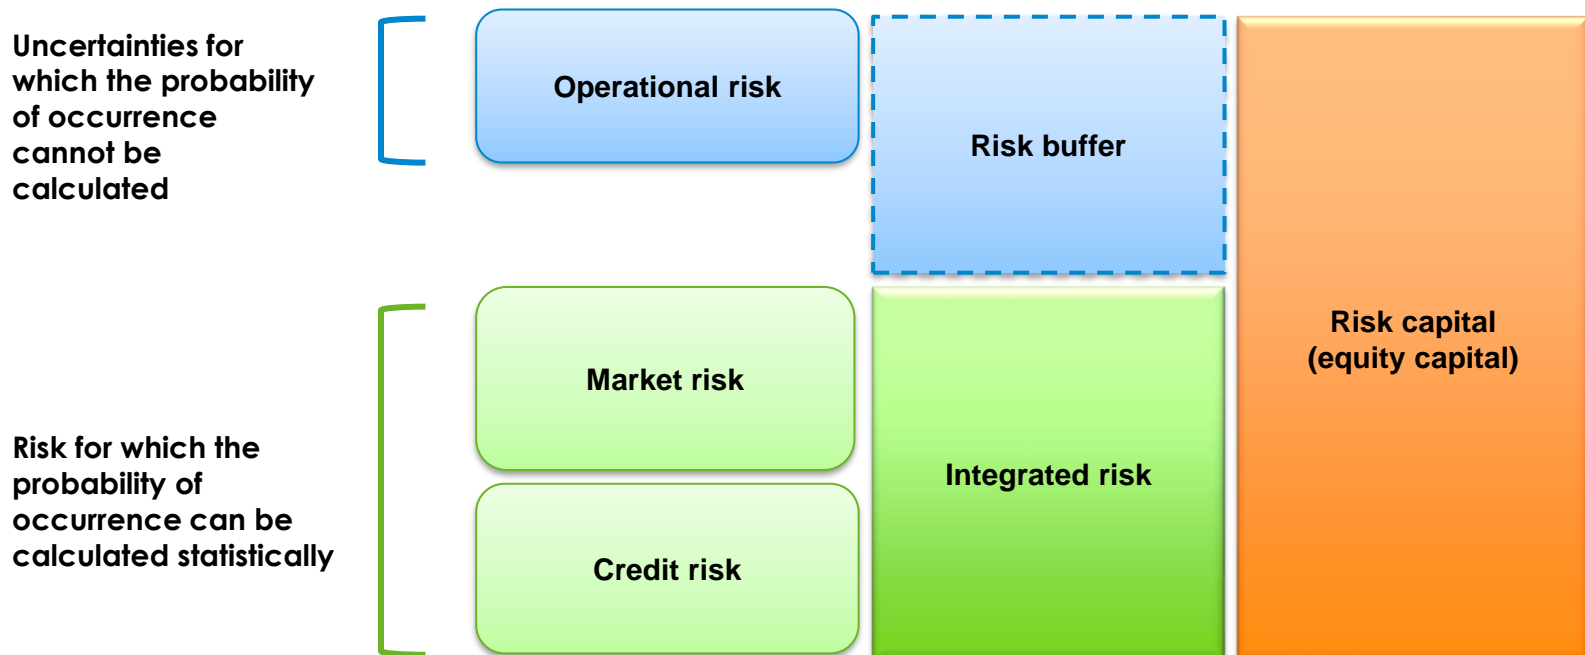 Uncertainties for
which the probability
of occurrence
cannot be
calculated
Operational risk
Risk buffer
Risk capital
(equity capital)
Market risk
Integrated risk
Credit risk
Risk for which the
probability of
occurrence can be
calculated statistically